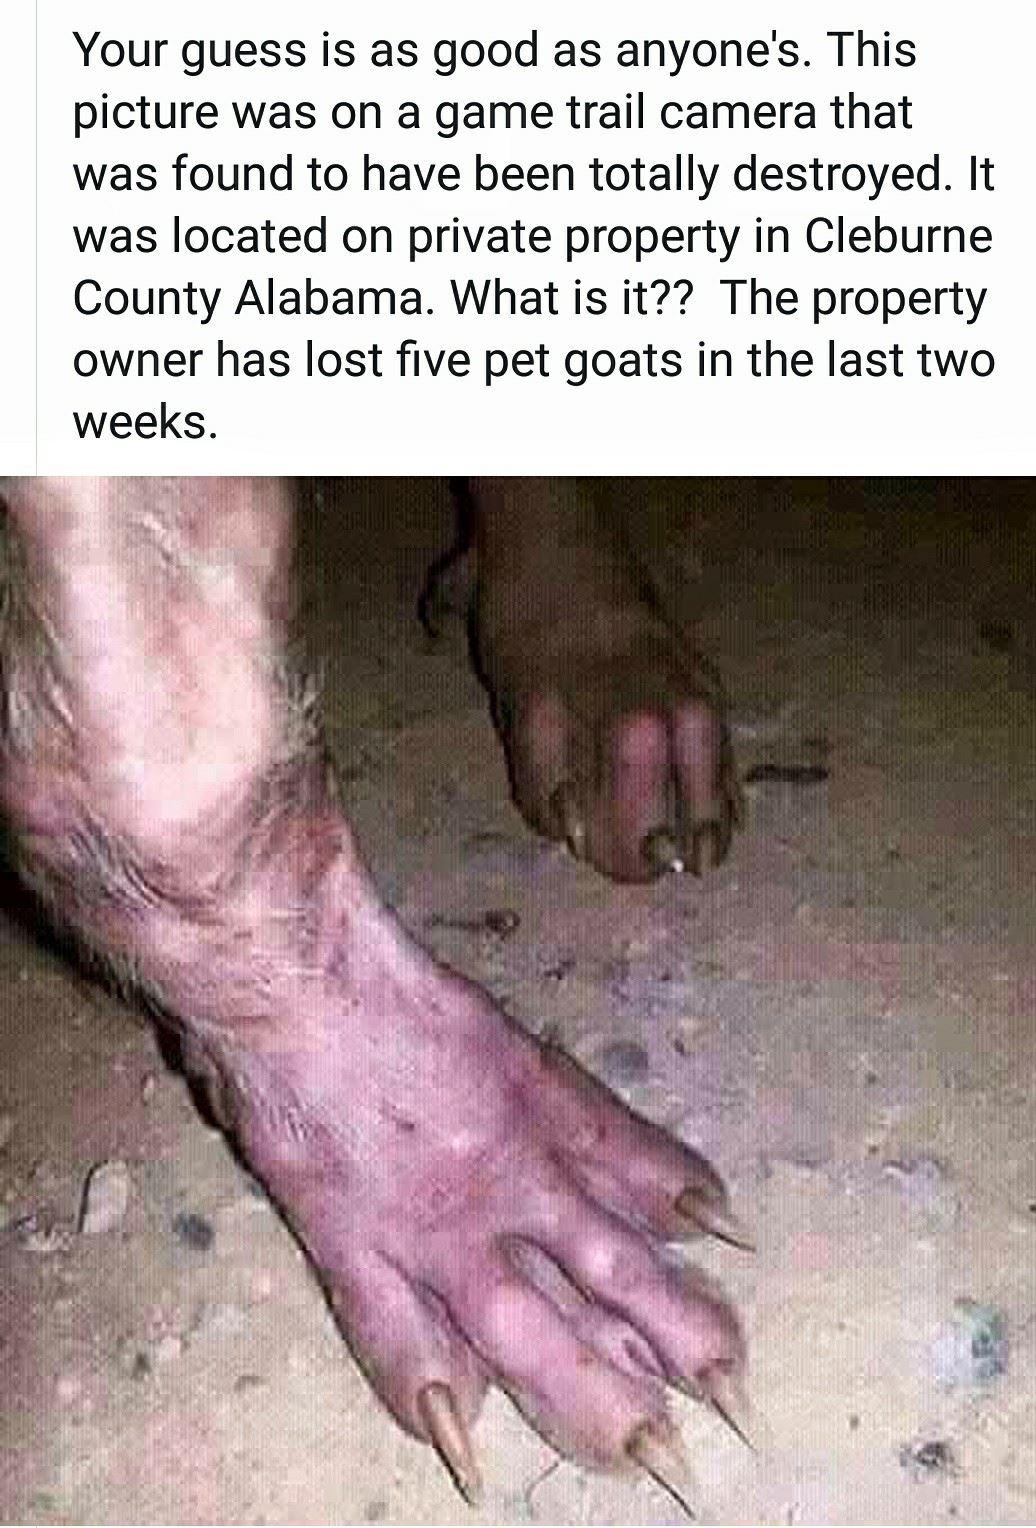 Your guess is as good as anyone's. This
picture was on a game trail camera that
was found to have been totally destroyed. It
was located on private property in Cleburne
County Alabama. What is it??  The property
owner has lost five pet goats in the last two
weeks.